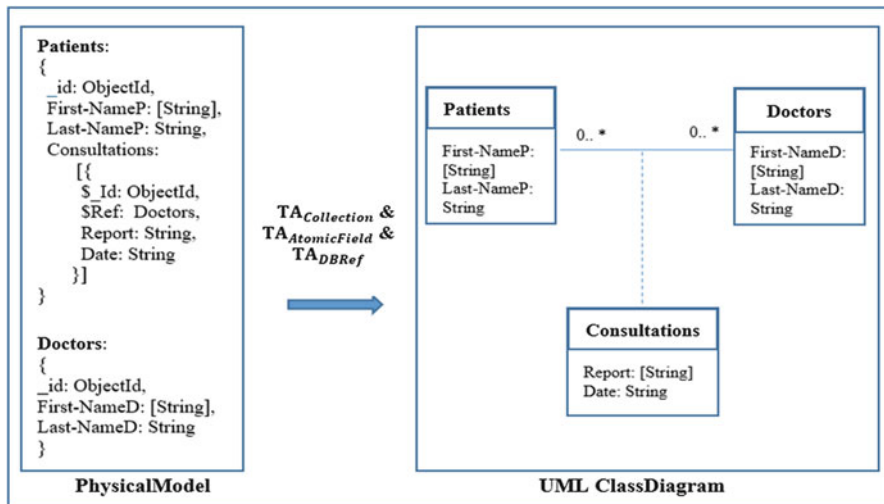 Patients:
{
_id: ObjectId,
First-NameP: [String],
Last-NameP: String,
Consultations:
[{
$_Id: ObjectId,
$Ref: Doctors,
Report: String,
Date: String
}]
}
Doctors:
{
_id: ObjectId,
First-NameD: [String],
Last-NameD: String
}
PhysicalModel
TA_Collection &
TA_AtomicField &
TA_DBRef
Patients
First-NameP:
[String]
Last-NameP:
String
0.. *
0.. *
Doctors
First-NameD:
[String]
Last-NameD:
String
Consultations
Report: [String]
Date: String
UML ClassDiagram